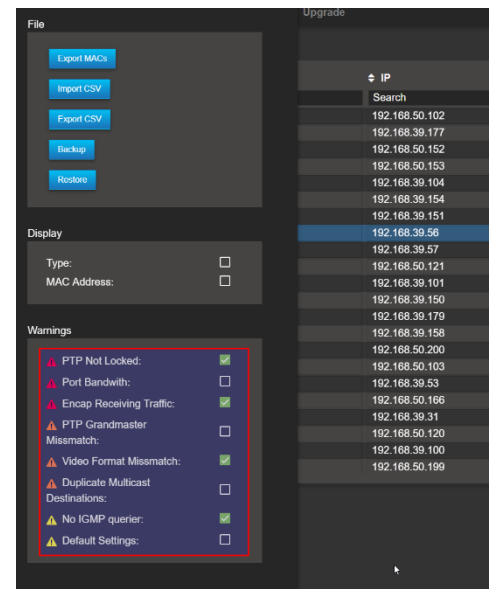 Upgrade
File
Export MACs
Import CSV
Export CSV
Backup
Restore
Display
Type:
MAC Address:
Warnings
PTP Not Locked:
Port Bandwith:
Encap Receiving Traffic:
PTP Grandmaster
Missmatch:
Video Format Missmatch:
Duplicate Multicast
Destinations:
No IGMP querier:
Default Settings:
IP
Search
192.168.50.102
192.168.39.177
192.168.50.152
192.168.50.153
192.168.39.104
192.168.39.154
192.168.39.151
192.168.39.56
192.168.39.57
192.168.50.121
192.168.39.101
192.168.39.150
192.168.39.179
192.168.39.158
192.168.50.200
192.168.50.103
192.168.39.53
192.168.50.166
192.168.39.31
192.168.50.120
192.168.39.100
192.168.50.199